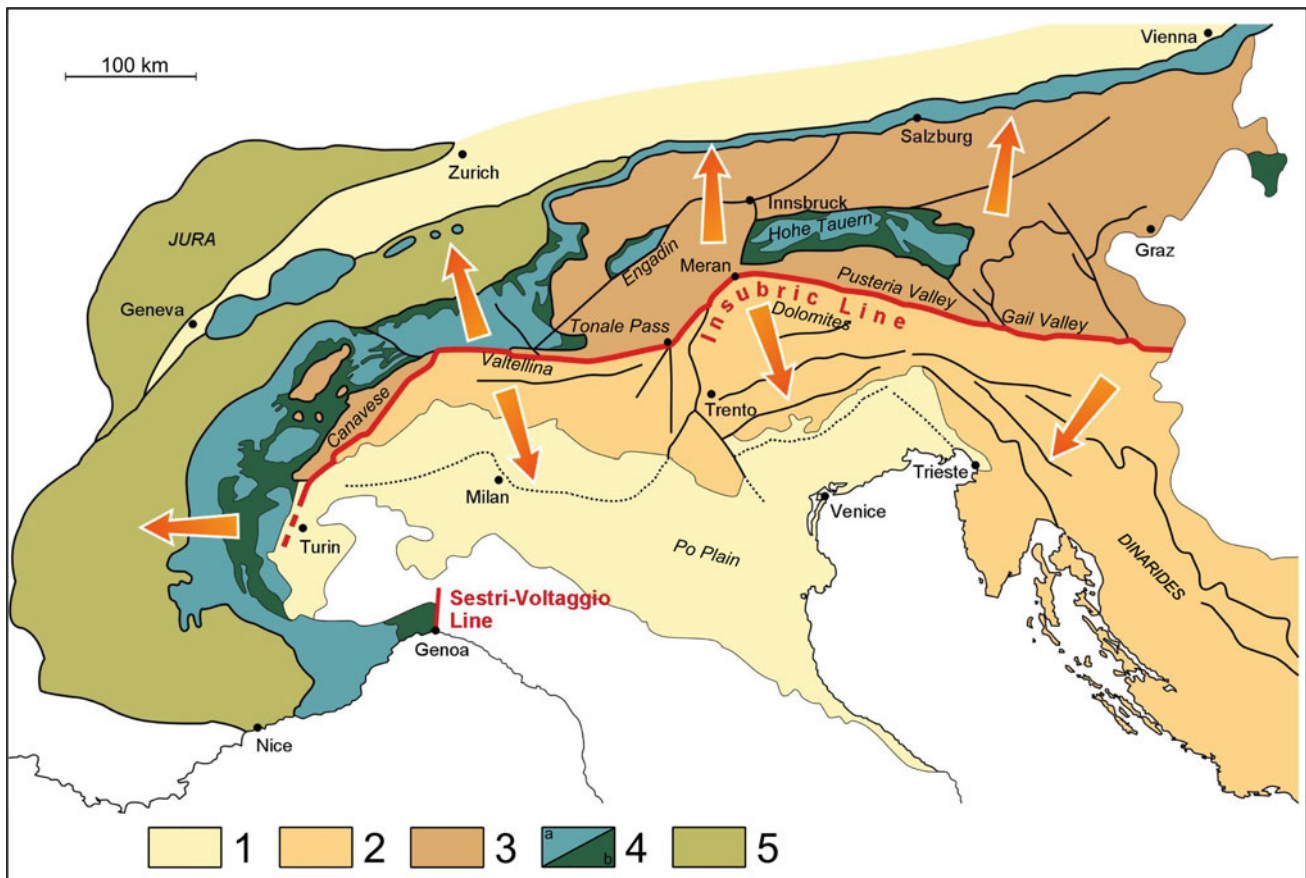 100 km
Vienna
Salzburg
Zurich
Innsbruck
Hohe Tauern
JURA
Engadin
Graz
Meran
Pusteria Valley
Geneva
Insubric Line
Dolomites
Gail Valley
Tonale Pass
Valtellina
Canavese
Trento
Trieste
Milan
Venice
Turin
Po Plain
DINARIDES
Sestri-Voltaggio
Line
Genoa
Nice
1 2 3 a b 4 5